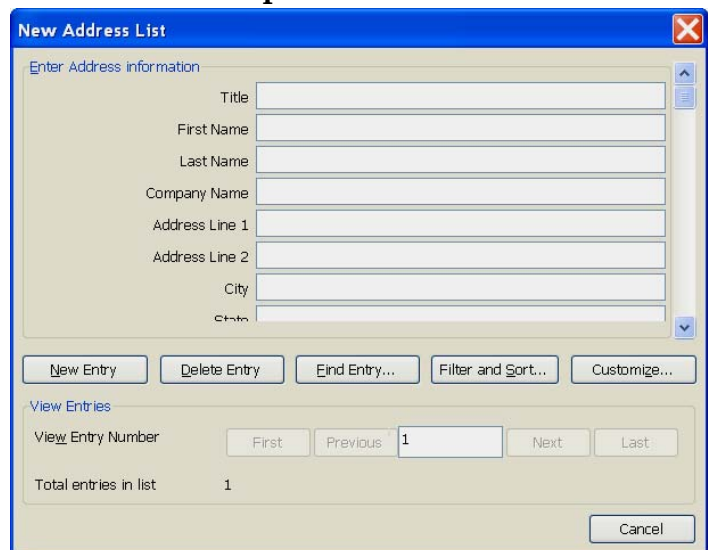 New Address List
Enter Address information
Title
First Name
Last Name
Company Name
Address Line 1
Address Line 2
City
State
New Entry Delete Entry Find Entry... Filter and Sort... Customize...
View Entries
View Entry Number First Previous 1 Next Last
Total entries in list 1
Cancel